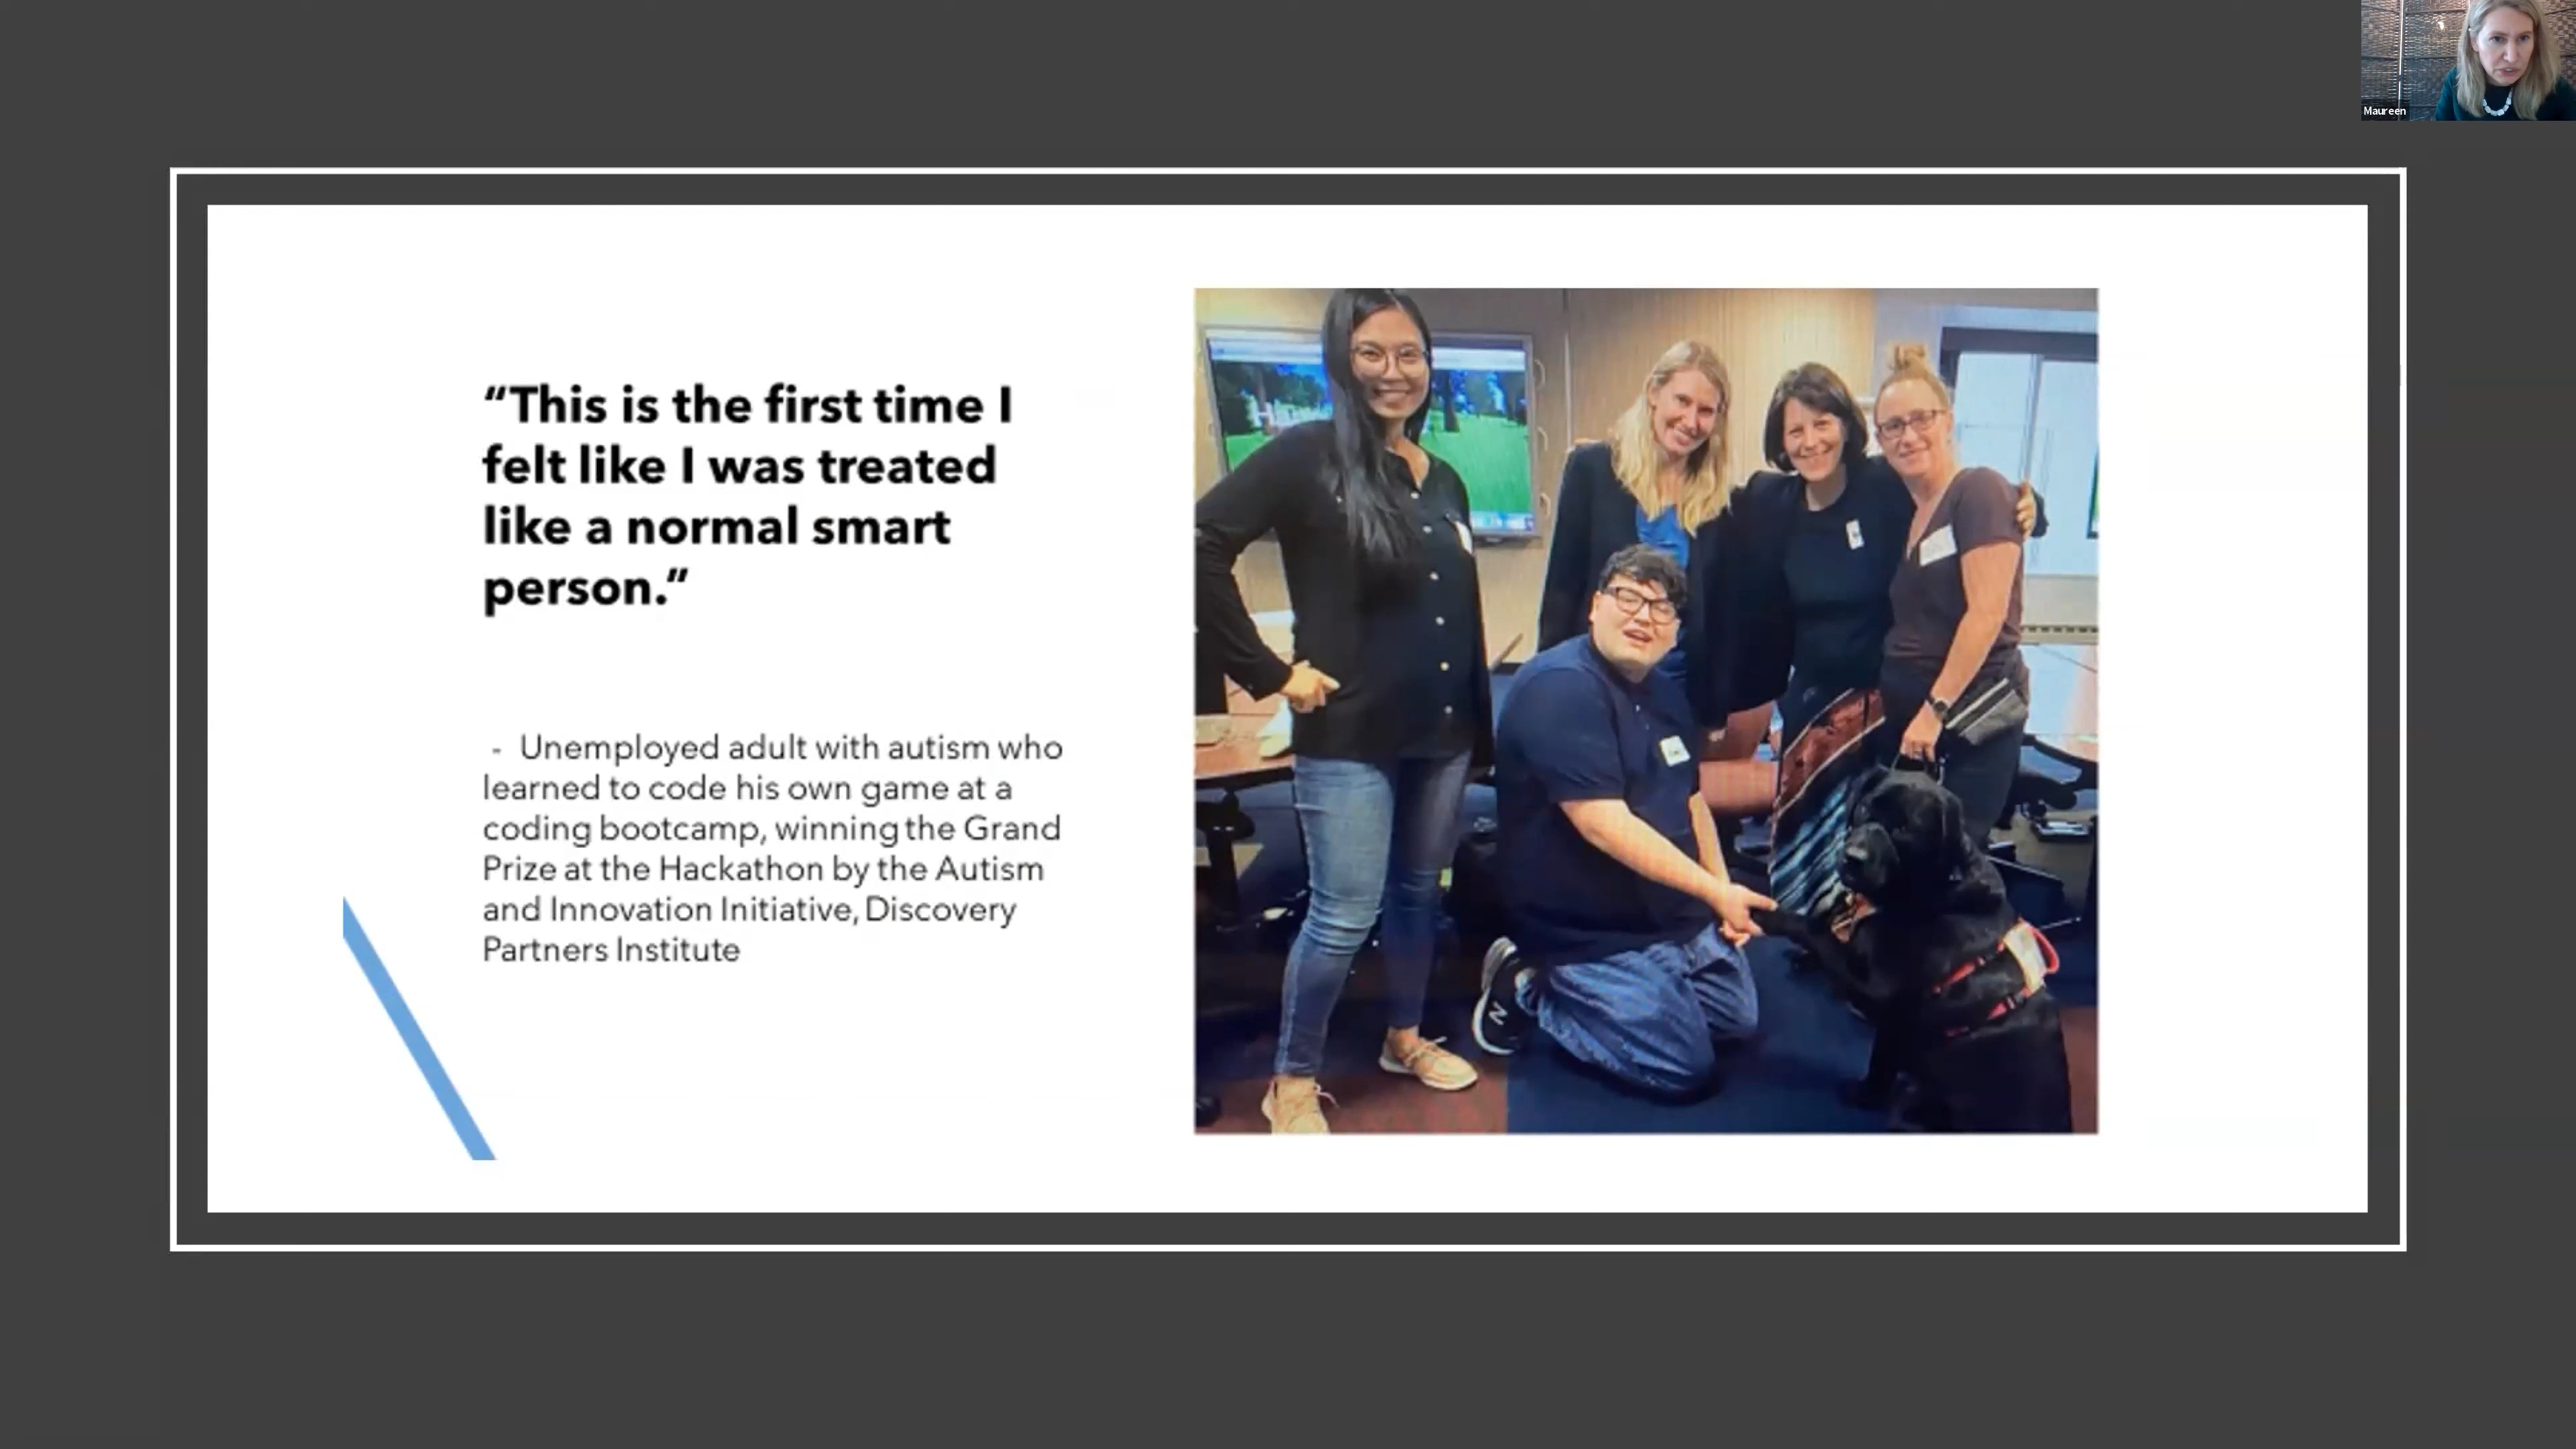 Maureen
“This is the first time I
felt like I was treated
like a normal smart
person.”
- Unemployed adult with autism who
learned to code his own game at a
coding bootcamp, winning the Grand
Prize at the Hackathon by the Autism
and Innovation Initiative, Discovery
Partners Institute
N